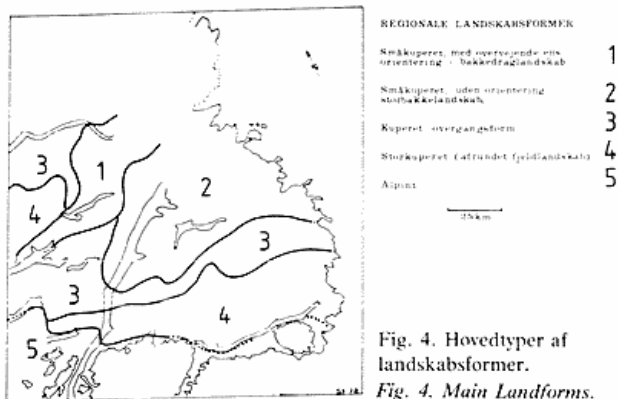 REGIONALE LANDSKABSFORMER
Småkuperet, med overvejende ens
orientering - bakkedraglandskab
1
Småkuperet, uden orientering
2
Kuperet overgangsform
3
Storkuperet (afrundet fjeldlandskab)
4
Alpint
5
25km
3
1
2
4
3
3
4
5
Fig. 4. Hovedtyper af
landskabsformer.
Fig. 4. Main Landforms.